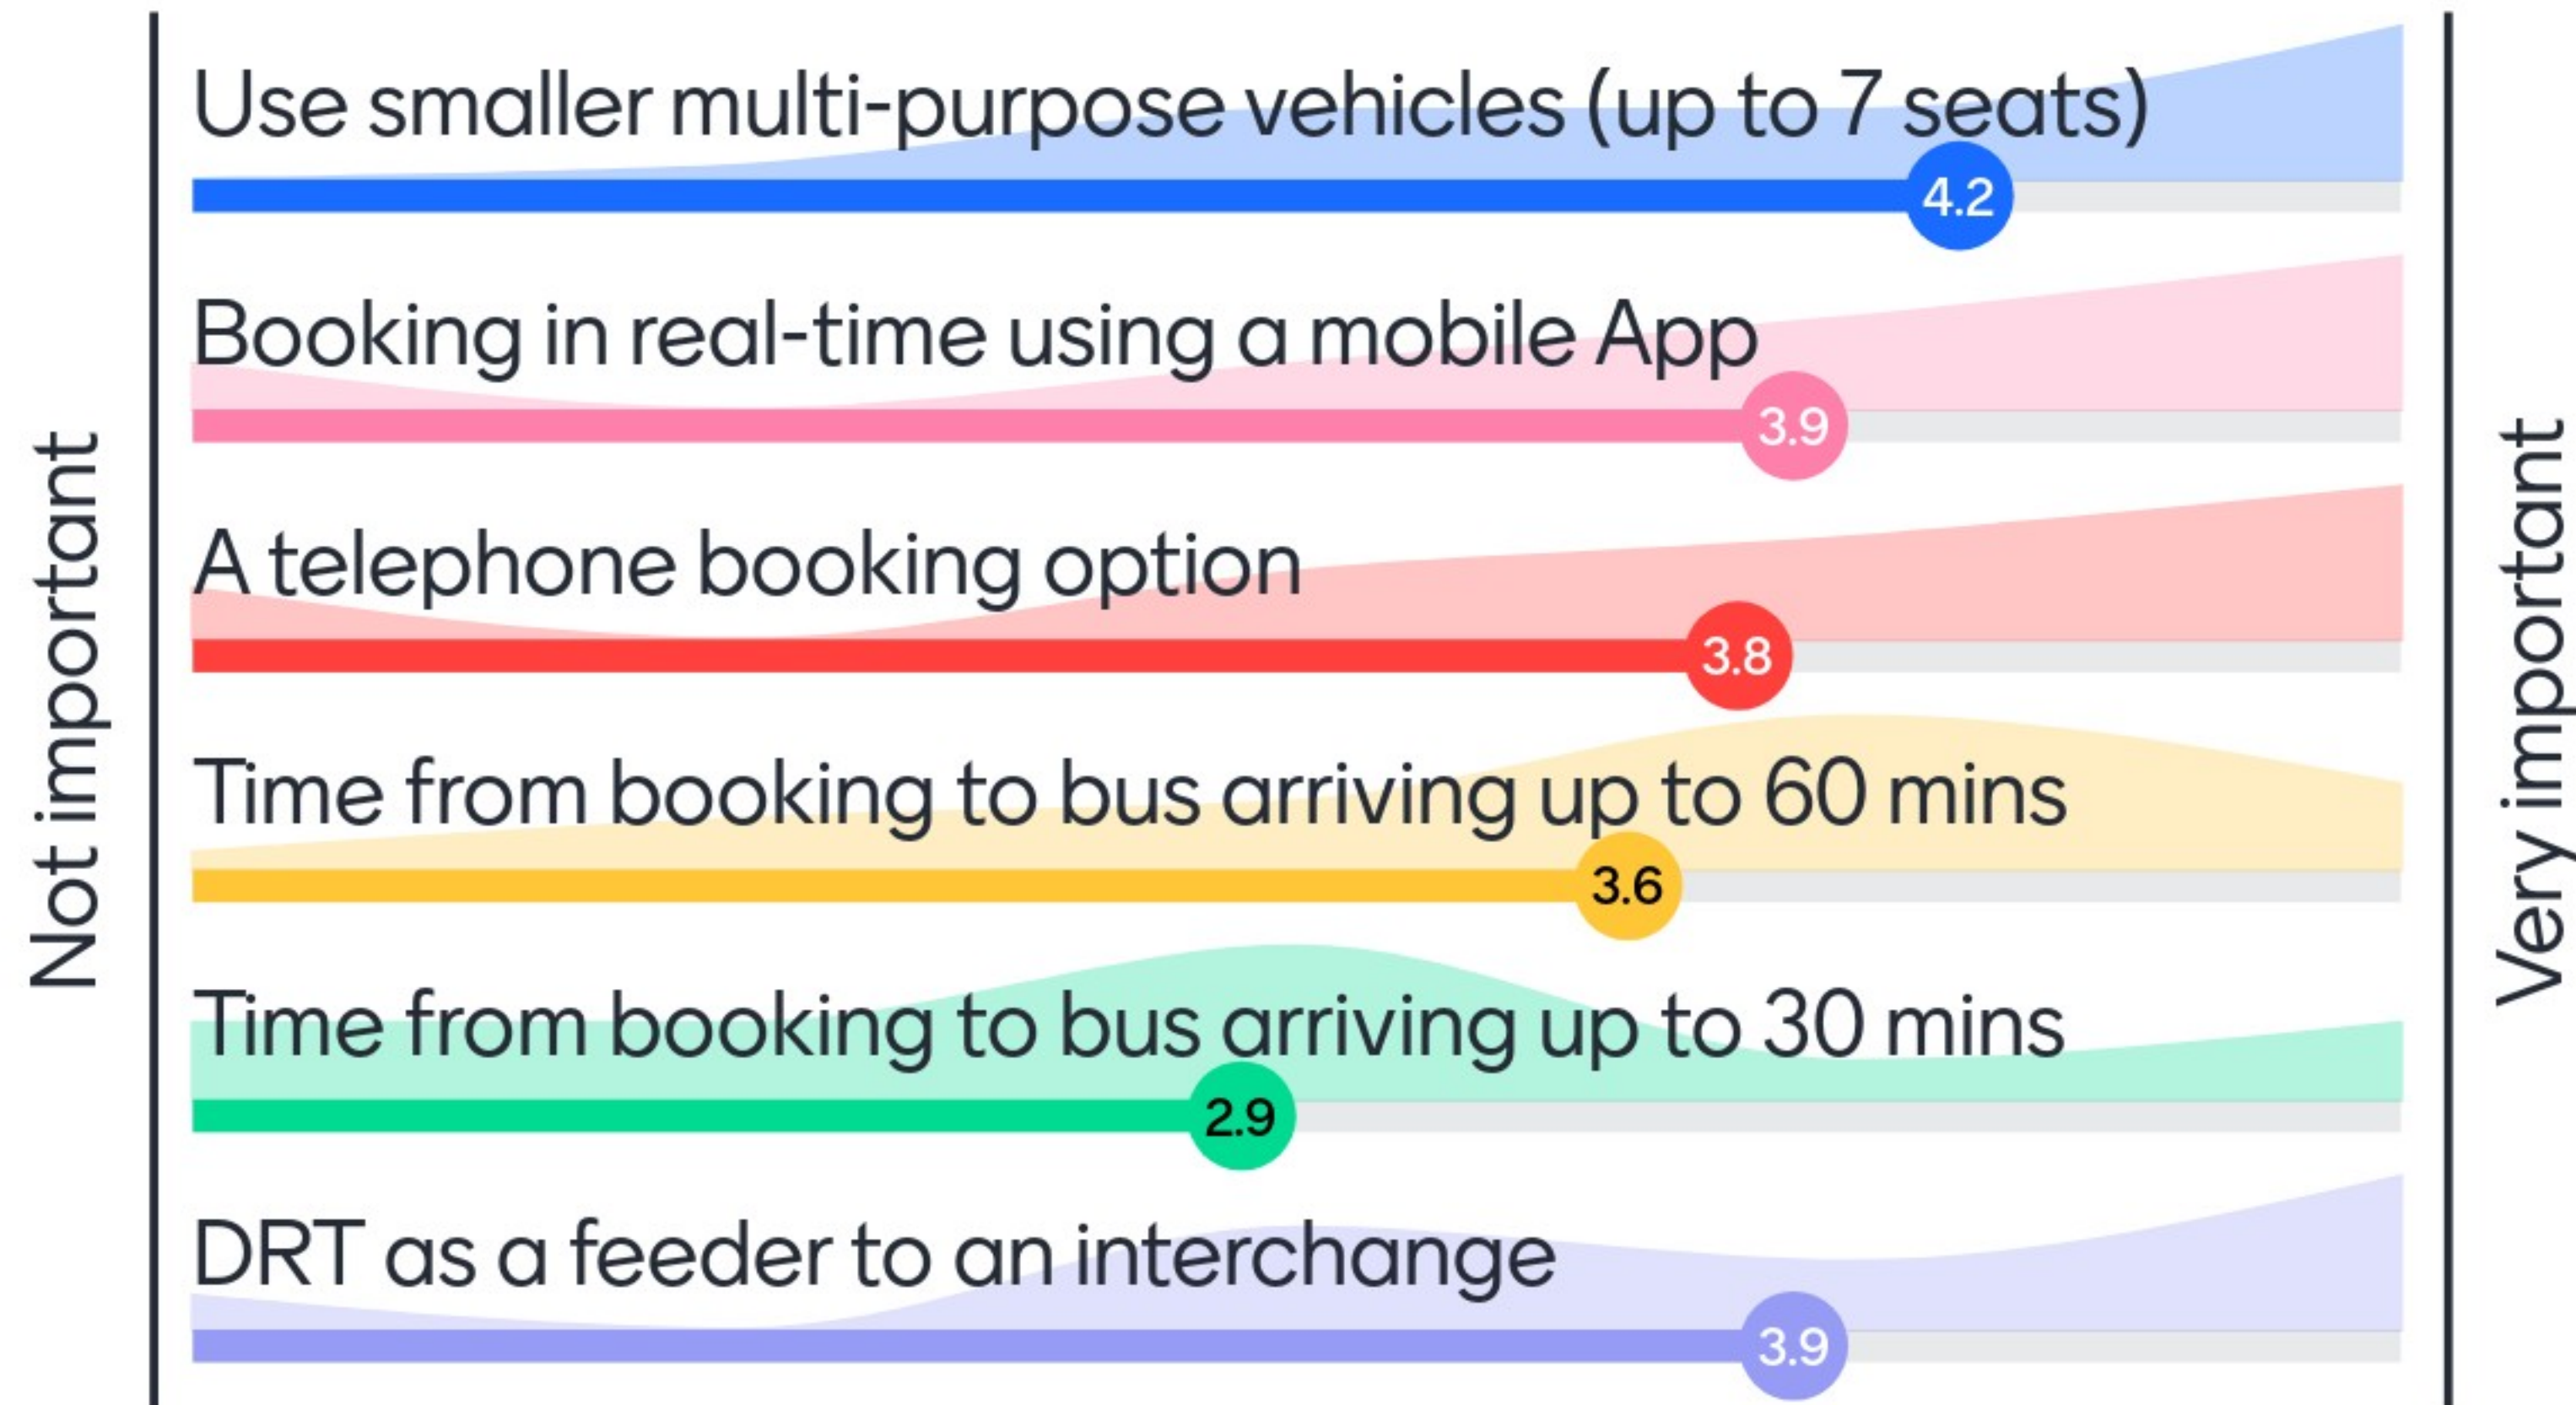 Not important
Use smaller multi-purpose vehicles (up to 7 seats)
4.2
Booking in real-time using a mobile App
3.9
A telephone booking option
3.8
Time from booking to bus arriving up to 60 mins
3.6
Time from booking to bus arriving up to 30 mins
2.9
DRT as a feeder to an interchange
3.9
Very important